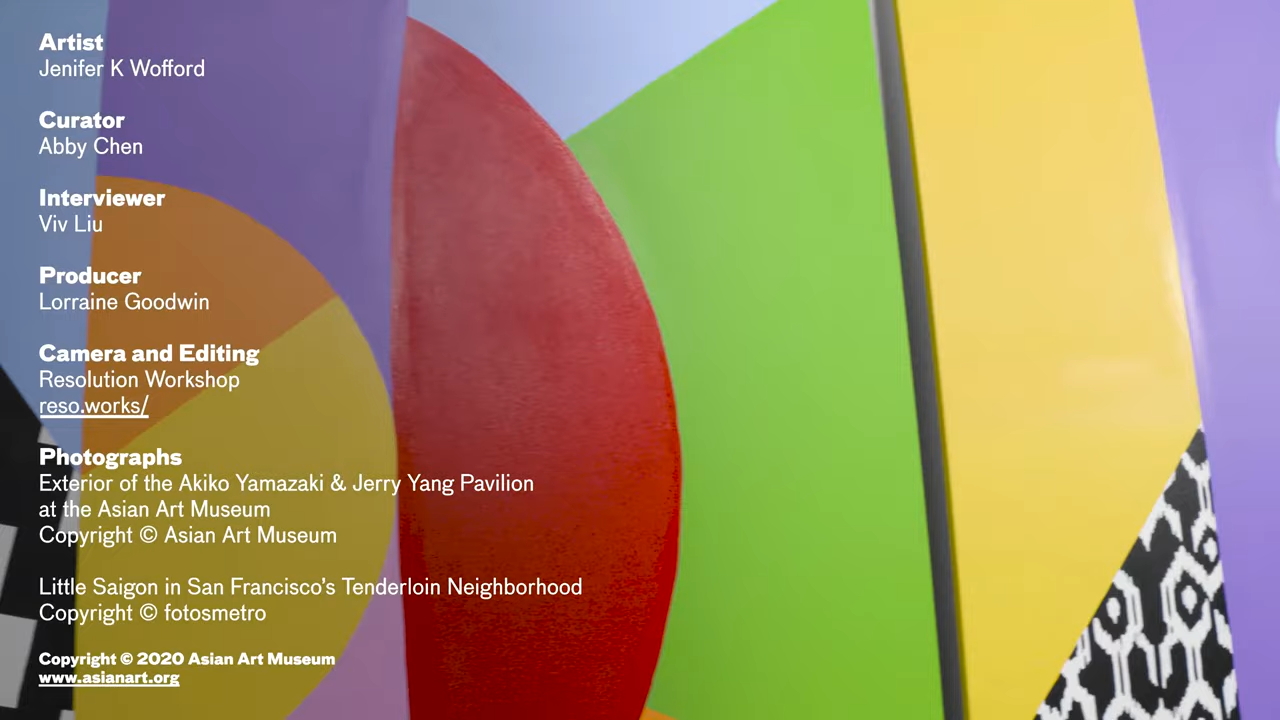 Artist
Jenifer K Wofford
Curator
Abby Chen
Interviewer
Viv Liu
Producer
Lorraine Goodwin
Camera and Editing
Resolution Workshop
reso.works/
Photographs
Exterior of the Akiko Yamazaki & Jerry Yang Pavilion
at the Asian Art Museum
Copyright © Asian Art Museum
Little Saigon in San Francisco’s Tenderloin Neighborhood
Copyright © fotosmetro
Copyright © 2020 Asian Art Museum
www.asianart.org